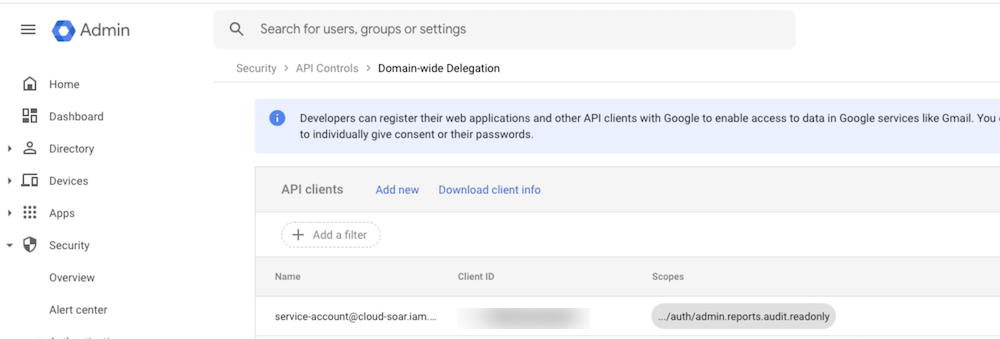 Admin
Search for users, groups or settings
Security > API Controls > Domain-wide Delegation
Home
Dashboard
Directory
Devices
Apps
Security
Overview
Alert center
Developers can register their web applications and other API clients with Google to enable access to data in Google services like Gmail. You
to individually give consent or their passwords.
API clients Add new Download client info
+ Add a filter
Name Client ID Scopes
service-account@cloud-soar.iam.... .../auth/admin.reports.audit.readonly